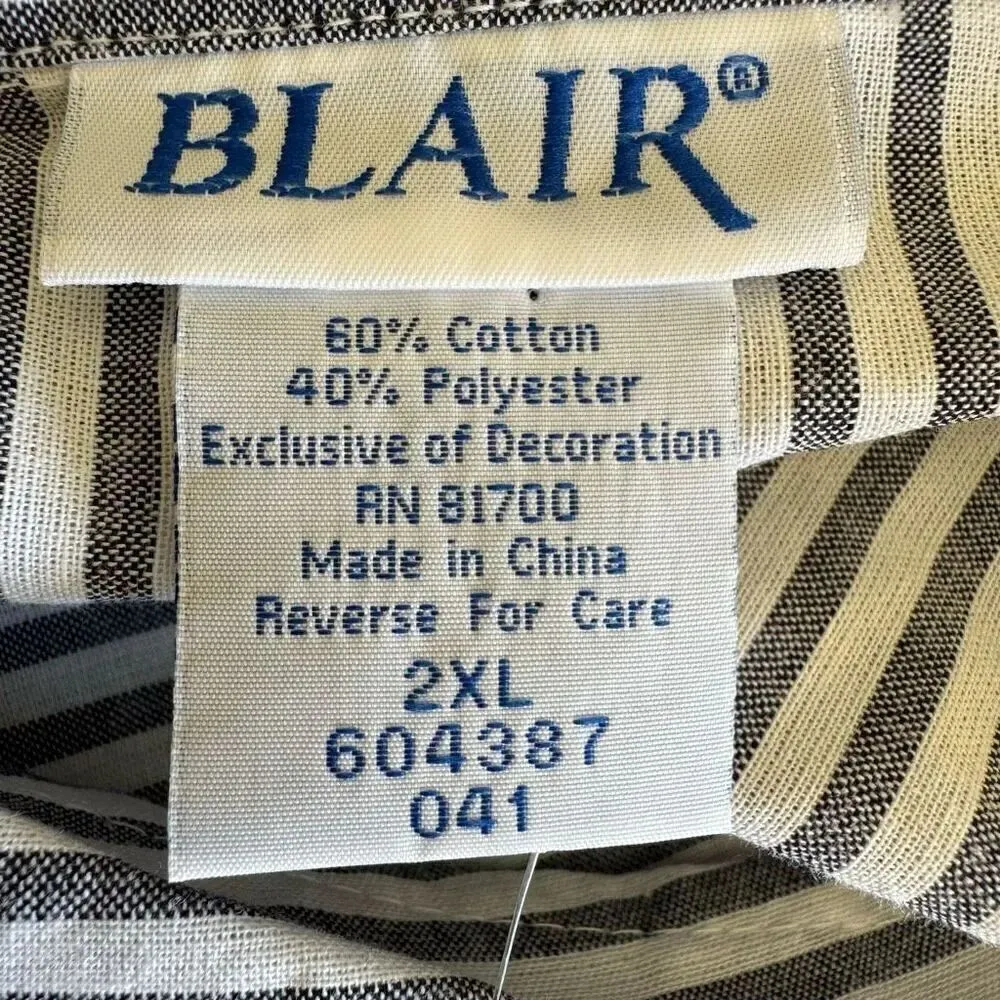 BLAIR®
60% Cotton
40% Polyester
Exclusive of Decoration
RN 81700
Made in China
Reverse For Care
2XL
604387
041